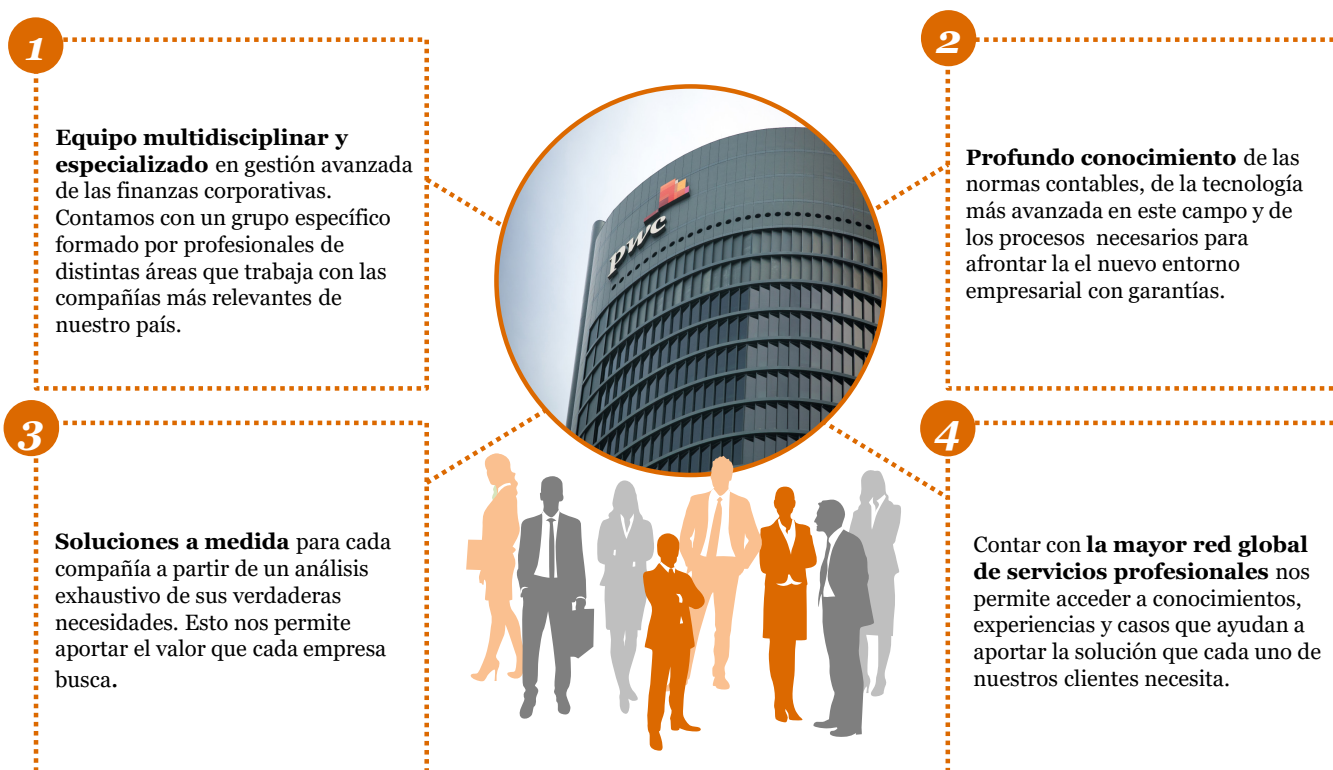 1
Equipo multidisciplinar y
especializado en gestión avanzada
de las finanzas corporativas.
Contamos con un grupo específico
formado por profesionales de
distintas áreas que trabaja con las
compañías más relevantes de
nuestro país.
pwc
2
Profundo conocimiento de las
normas contables, de la tecnología
más avanzada en este campo y de
los procesos necesarios para
afrontar la el nuevo entorno
empresarial con garantías.
3
Soluciones a medida para cada
compañía a partir de un análisis
exhaustivo de sus verdaderas
necesidades. Esto nos permite
aportar el valor que cada empresa
busca.
4
Contar con la mayor red global
de servicios profesionales nos
permite acceder a conocimientos,
experiencias y casos que ayudan a
aportar la solución que cada uno de
nuestros clientes necesita.